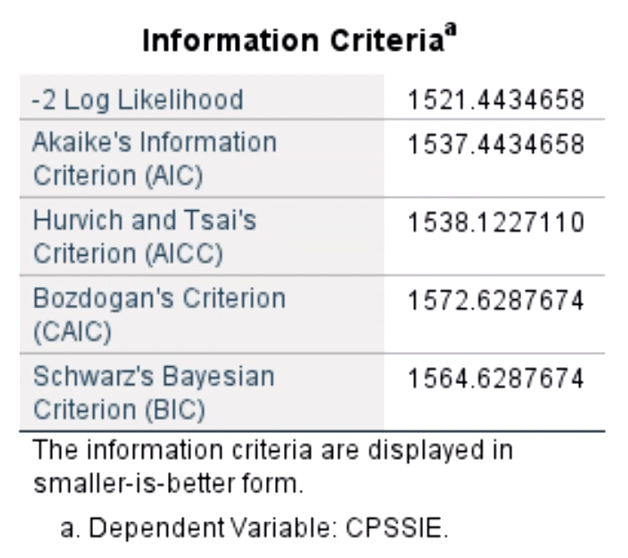 Information Criteriaa
-2 Log Likelihood 1521.4434658
Akaike's Information 1537.4434658
Criterion (AIC)
Hurvich and Tsai's 1538.1227110
Criterion (AICC)
Bozdogan's Criterion 1572.6287674
(CAIC)
Schwarz's Bayesian 1564.6287674
Criterion (BIC)
The information criteria are displayed in
smaller-is-better form.
a. Dependent Variable: CPSSIE.